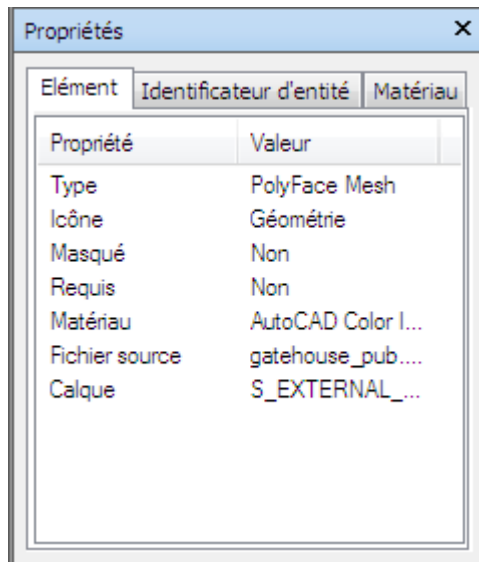 Propriétés
Elément Identificateur d'entité Matériau
Propriété Valeur
Type PolyFace Mesh
Icône Géométrie
Masqué Non
Requis Non
Matériau AutoCAD Color I...
Fichier source gatehouse_pub....
Calque S_EXTERNAL_...